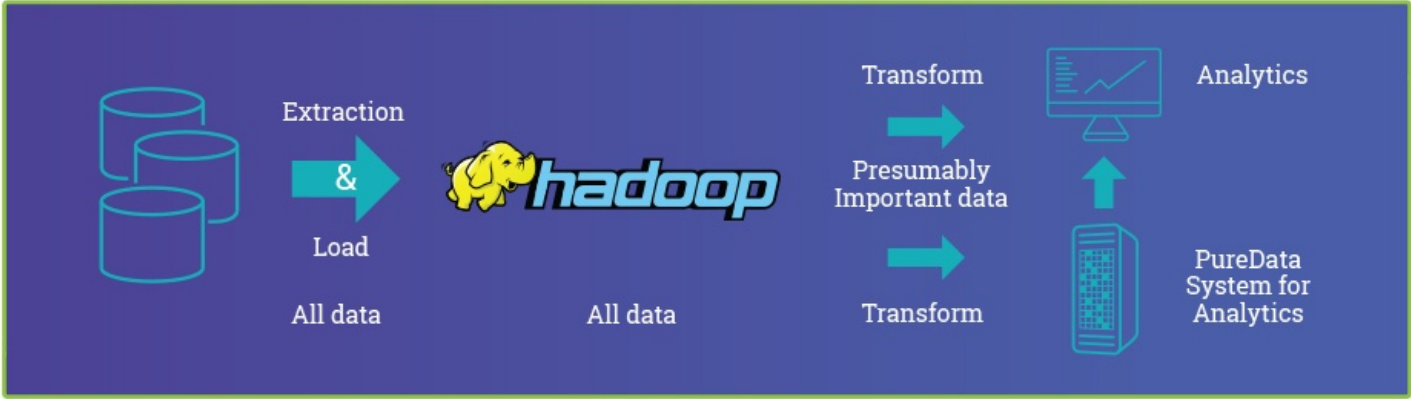 Extraction
&
Load
All data
hadoop
All data
Transform
Presumably
Important data
Transform
Analytics
PureData
System for
Analytics